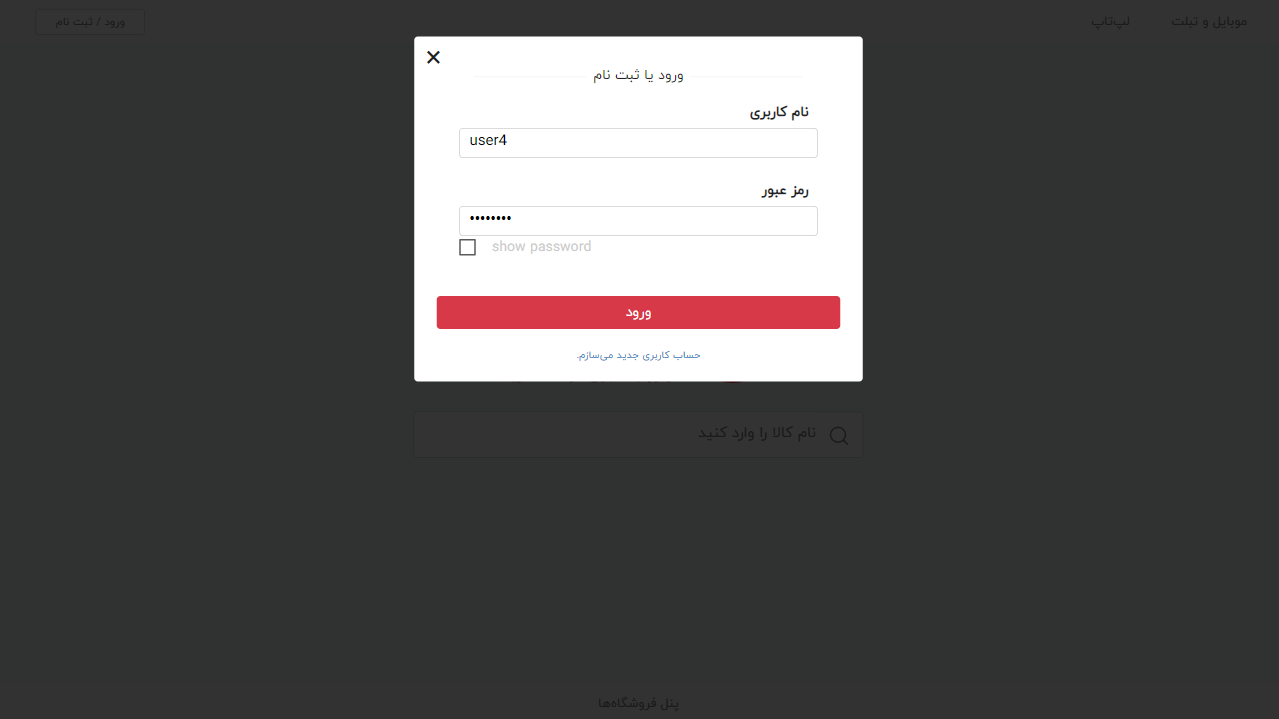 موبایل و تبلت
لپ‌تاپ
ورود / ثبت نام
ورود یا ثبت نام
نام کاربری
user4
رمز عبور
••••••••
show password
ورود
حساب کاربری جدید می‌سازم.
نام کالا را وارد کنید
پنل فروشگاه‌ها